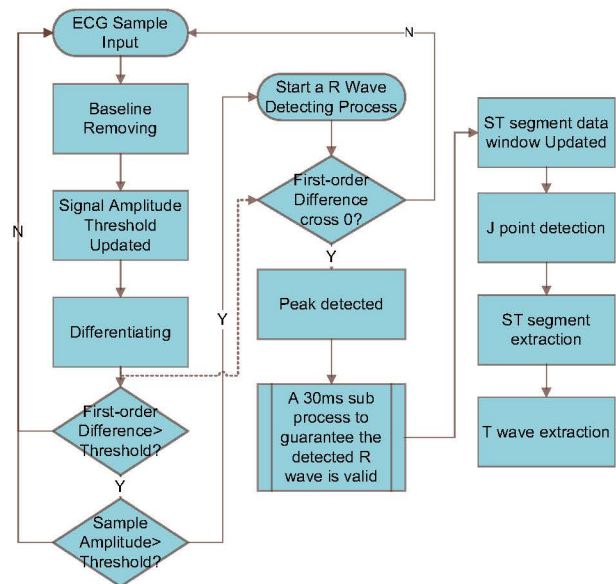 ECG Sample
Input
Baseline
Removing
Signal Amplitude
Threshold
Updated
Differentiating
First-order
Difference>
Threshold?
Y
Sample
Amplitude>
Threshold?
N
Y
N
Start a R Wave
Detecting Process
First-order
Difference
cross 0?
Y
Peak detected
A 30ms sub
process to
guarantee the
detected R
wave is valid
ST segment data
window Updated
J point detection
ST segment
extraction
T wave extraction